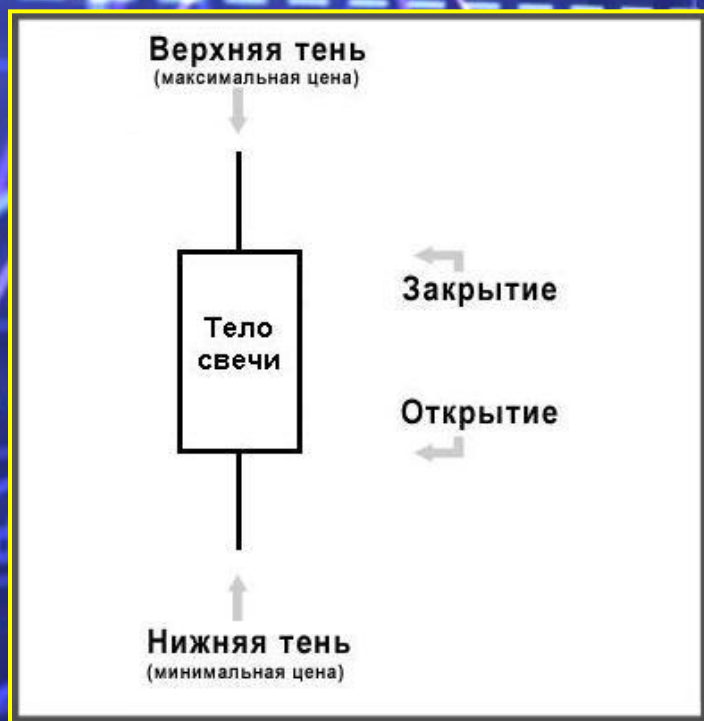 Верхняя тень
(максимальная цена)
Закрытие
Тело
свечи
Открытие
Нижняя тень
(минимальная цена)